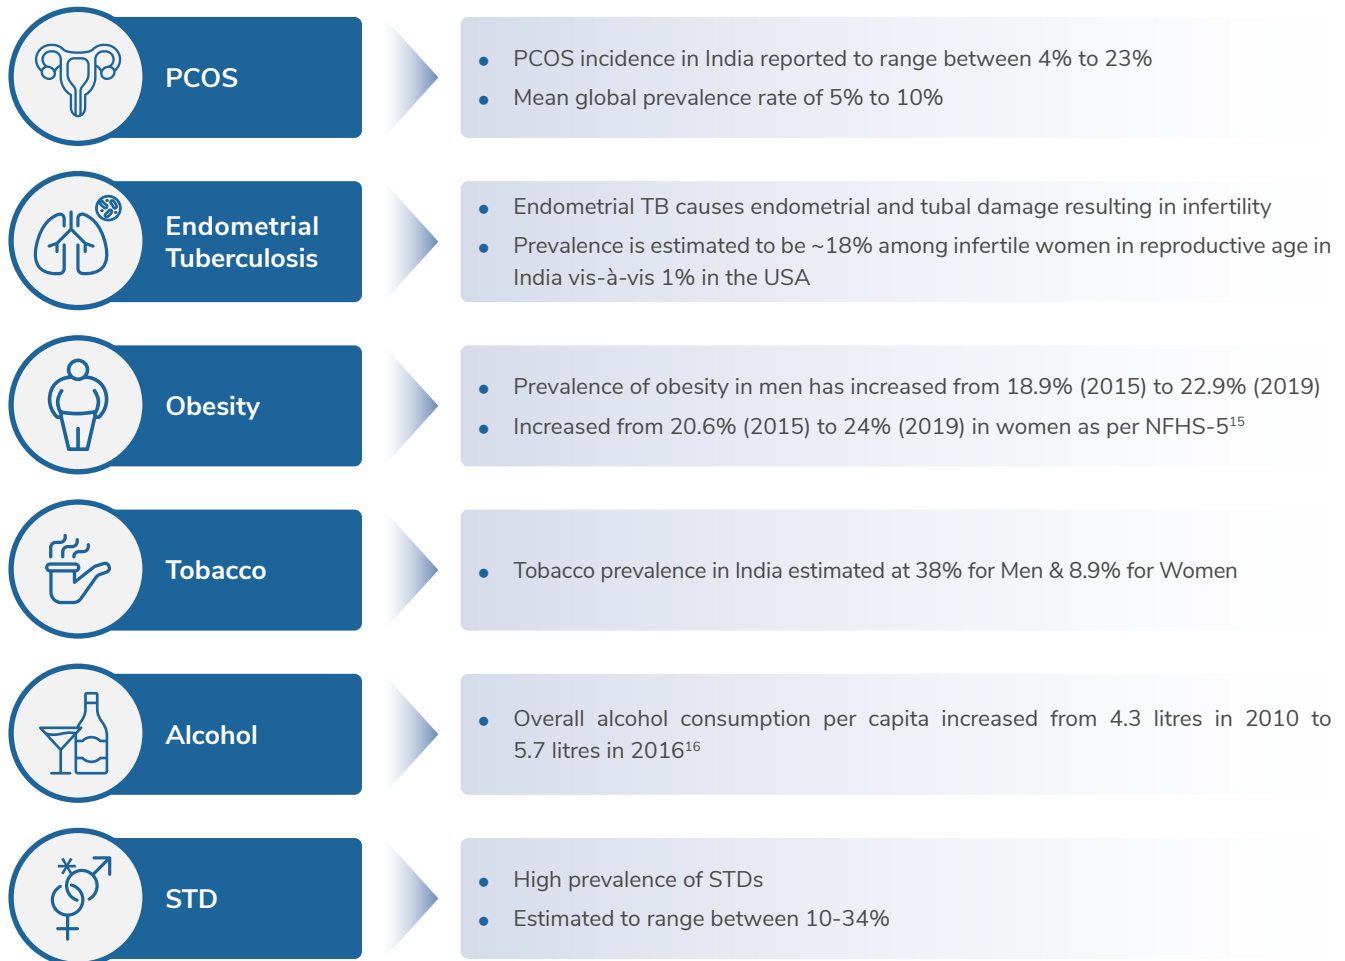 PCOS
• PCOS incidence in India reported to range between 4% to 23%
• Mean global prevalence rate of 5% to 10%
Endometrial
Tuberculosis
• Endometrial TB causes endometrial and tubal damage resulting in infertility
• Prevalence is estimated to be ~18% among infertile women in reproductive age in
India vis-à-vis 1% in the USA
Obesity
• Prevalence of obesity in men has increased from 18.9% (2015) to 22.9% (2019)
• Increased from 20.6% (2015) to 24% (2019) in women as per NFHS-5¹⁵
Tobacco
• Tobacco prevalence in India estimated at 38% for Men & 8.9% for Women
Alcohol
• Overall alcohol consumption per capita increased from 4.3 litres in 2010 to
5.7 litres in 2016¹⁶
STD
• High prevalence of STDs
• Estimated to range between 10-34%